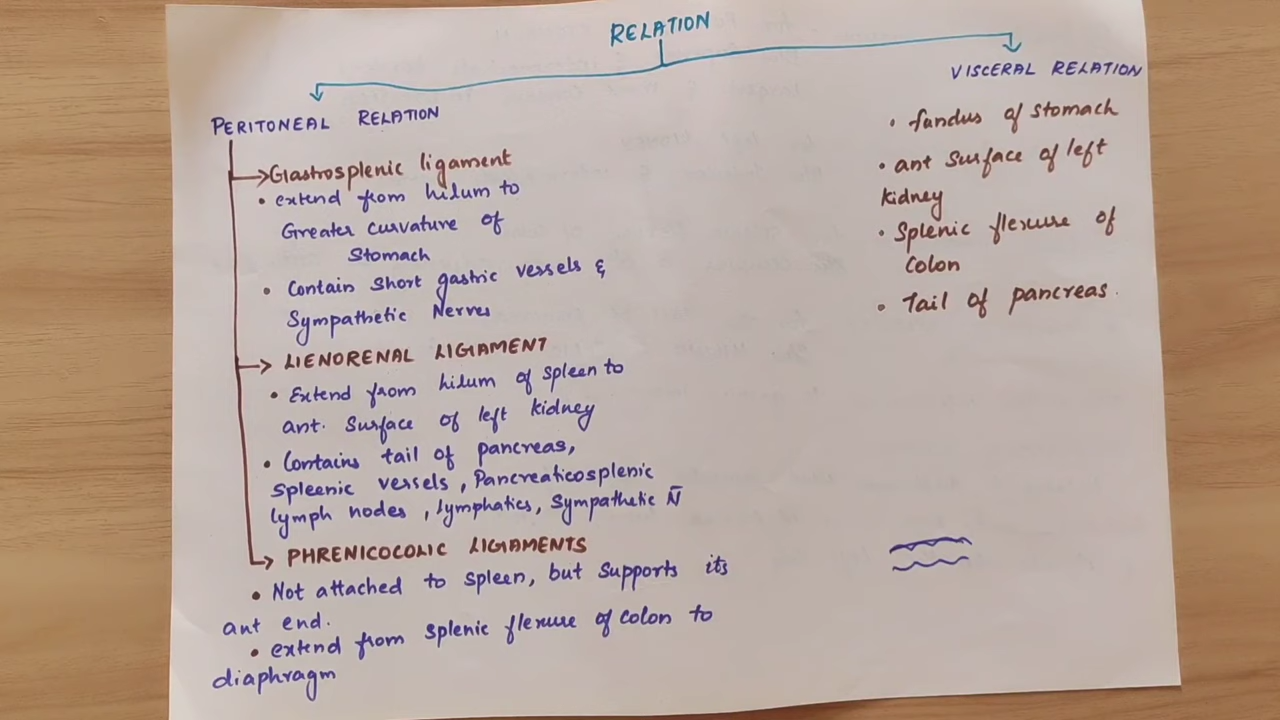 RELATION
PERITONEAL RELATION
Glastrosplenic ligament
• extend from hilum to
Greater curvature of
Stomach
• Contain Short gastric vessels &
Sympathetic Nerves
LIENORENAL LIGAMENT
• Extend from hilum of spleen to
ant. Surface of left kidney
• Contains tail of pancreas,
Spleenic vessels, Pancreaticosplenic
lymph nodes, lymphatics, Sympathetic N̄
PHRENICOCOLIC LIGAMENTS
• Not attached to spleen, but supports its
ant end.
• extend from splenic flexure of colon to
diaphragm
VISCERAL RELATION
• fundus of stomach
• ant Surface of left
kidney
• Splenic flexure of
Colon
• Tail of pancreas.